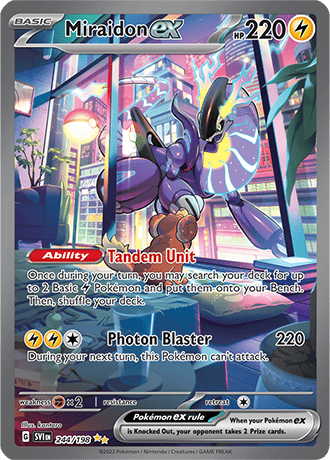 BASIC
Miraidon ex
HP 220
Ability Tandem Unit
Once during your turn, you may search your deck for up
to 2 Basic Pokémon and put them onto your Bench.
Then, shuffle your deck.
Photon Blaster 220
During your next turn, this Pokémon can't attack.
weakness ×2 resistance retreat
Illus. kantaro
Pokémon ex rule
When your Pokémon ex
is Knocked Out, your opponent takes 2 Prize cards.
G SVI EN 244/198
©2023 Pokémon / Nintendo / Creatures / GAME FREAK